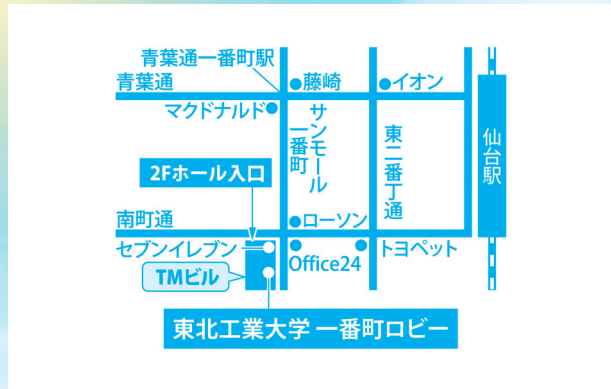 青葉通一番町駅
青葉通
藤崎
イオン
マクドナルド
サンモール
一番町
東二番丁通
仙台駅
2Fホール入口
南町通
ローソン
セブンイレブン
Office24
トヨペット
TMビル
東北工業大学 一番町ロビー